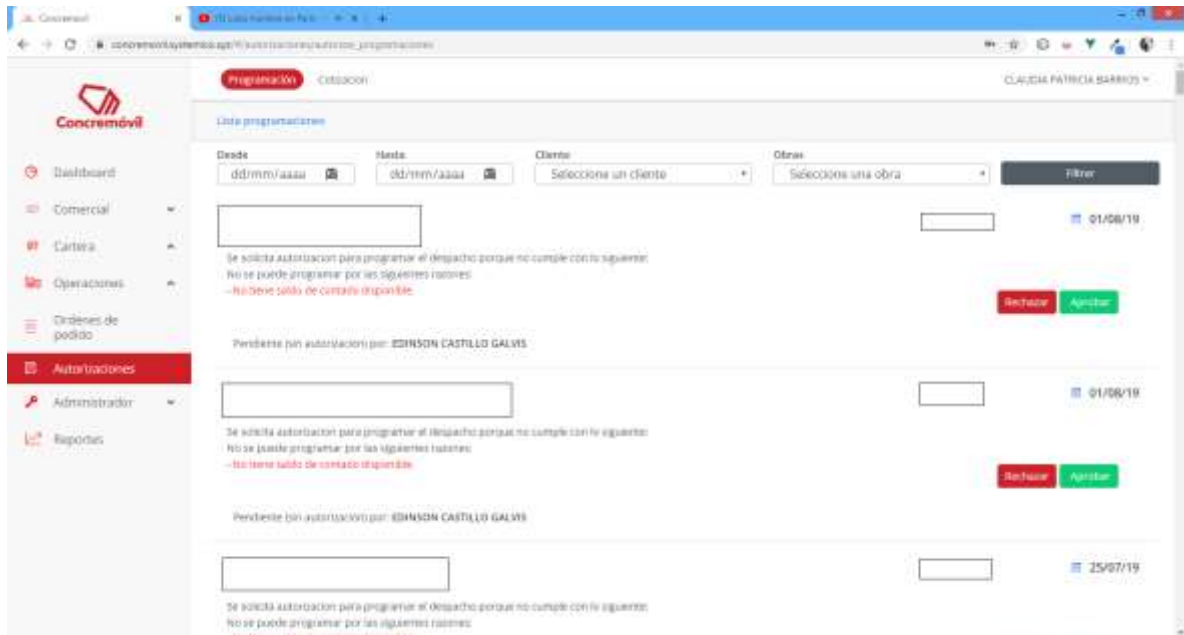 Concremovil
concremovil.systemico.app/#/autorizaciones/autorizar_programaciones
Programación
Cotización
CLAUDIA PATRICIA BARRIOS
Concremóvil
Lista programaciones
Desde
Hasta
Cliente
Obras
dd/mm/aaaa
dd/mm/aaaa
Seleccione un cliente
Seleccione una obra
Filtrar
Dashboard
Comercial
Cartera
Operaciones
Ordenes de
pedido
Autorizaciones
Administrador
Reportes
01/08/19
Se solicita autorizacion para programar el despacho porque no cumple con lo siguiente:
No se puede programar por las siguientes razones:
- No tiene saldo de contado disponible.
Rechazar
Aprobar
Pendiente (sin autorizacion) por: EDINSON CASTILLO GALVIS
01/08/19
Se solicita autorizacion para programar el despacho porque no cumple con lo siguiente:
No se puede programar por las siguientes razones:
- No tiene saldo de contado disponible.
Rechazar
Aprobar
Pendiente (sin autorizacion) por: EDINSON CASTILLO GALVIS
25/07/19
Se solicita autorizacion para programar el despacho porque no cumple con lo siguiente:
No se puede programar por las siguientes razones: